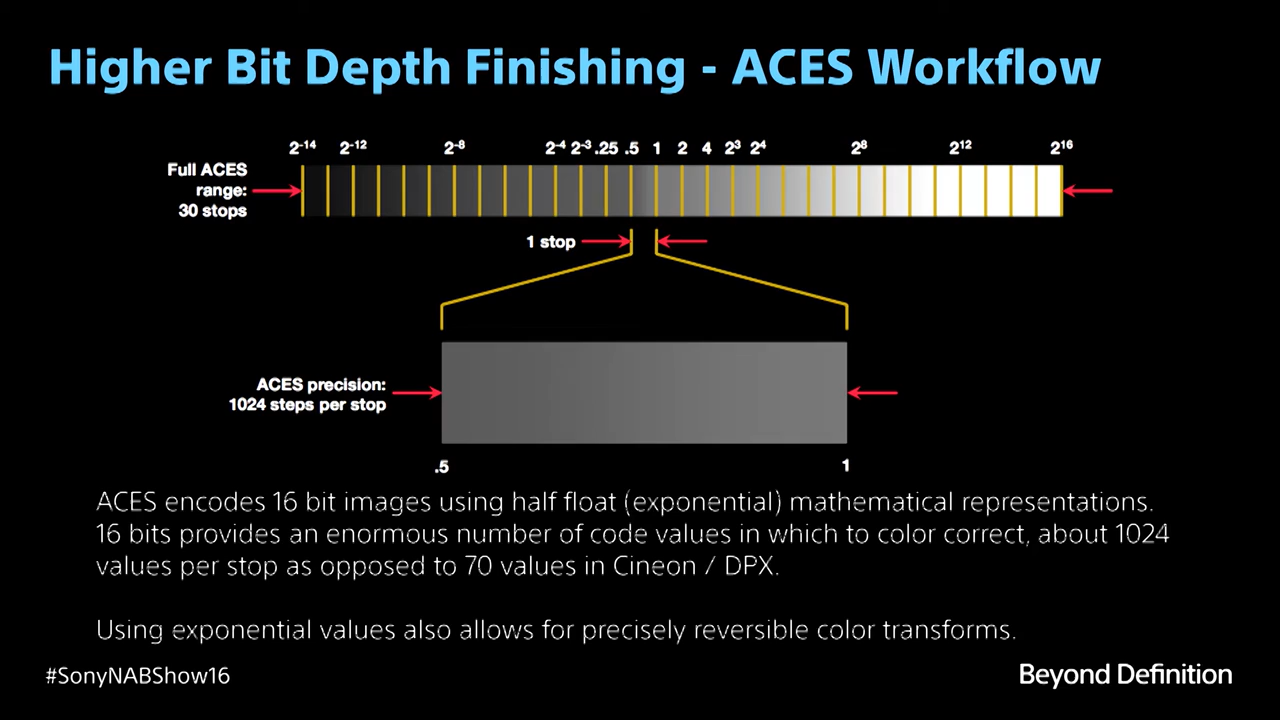 Higher Bit Depth Finishing - ACES Workflow
2⁻¹⁴ 2⁻¹² 2⁻⁸ 2⁻⁴ 2⁻³ .25 .5 1 2 4 2³ 2⁴ 2⁸ 2¹² 2¹⁶
Full ACES
range:
30 stops
1 stop
ACES precision:
1024 steps per stop
.5 1
ACES encodes 16 bit images using half float (exponential) mathematical representations.
16 bits provides an enormous number of code values in which to color correct, about 1024
values per stop as opposed to 70 values in Cineon / DPX.
Using exponential values also allows for precisely reversible color transforms.
#SonyNABShow16
Beyond Definition